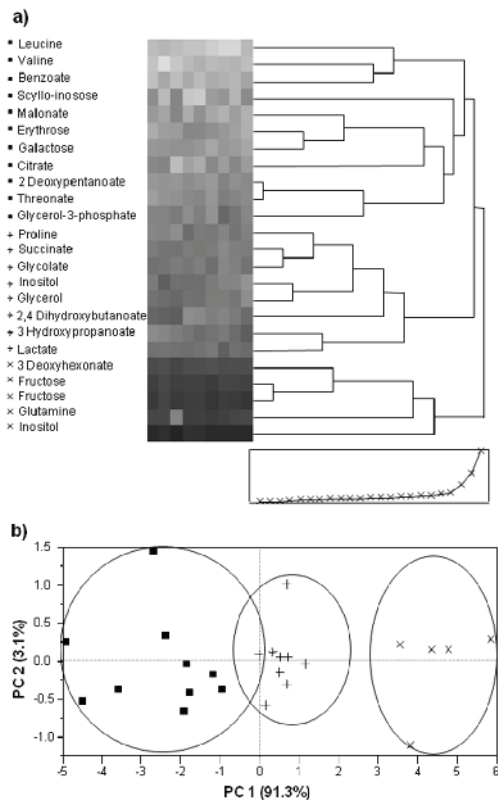 a)
Leucine
Valine
Benzoate
Scyllo-inosose
Malonate
Erythrose
Galactose
Citrate
2 Deoxypentanoate
Threonate
Glycerol-3-phosphate
Proline
Succinate
Glycolate
Inositol
Glycerol
2,4 Dihydroxybutanoate
3 Hydroxypropanoate
Lactate
3 Deoxyhexonate
Fructose
Fructose
Glutamine
Inositol
b)
PC 2 (3.1%)
1.5
1.0
0.5
0.0
-0.5
-1.0
-5 -4 -3 -2 -1 0 1 2 3 4 5 6
PC 1 (91.3%)